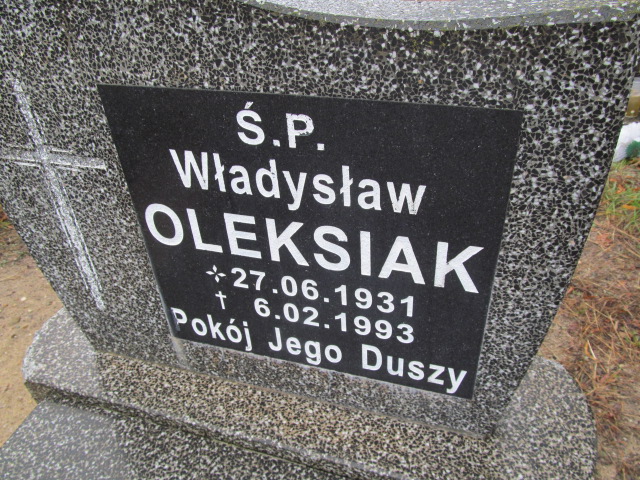 Ś.P.
Władysław
OLEKSIAK
✢ 27.06.1931
† 6.02.1993
Pokój Jego Duszy